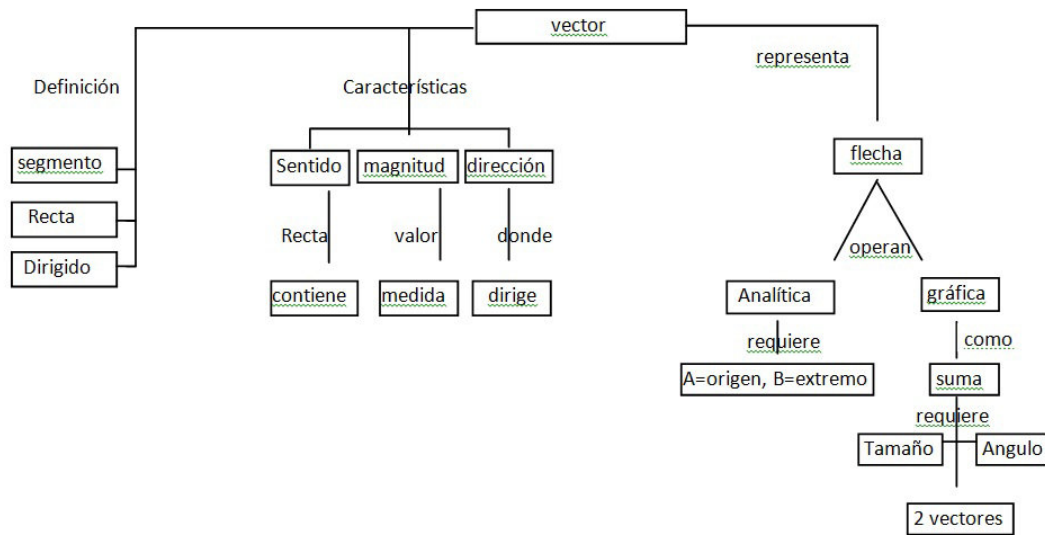 vector
representa
Definición
Características
segmento
Sentido
magnitud
dirección
flecha
Recta
Recta
valor
donde
operan
Dirigido
contiene
medida
dirige
Analítica
gráfica
requiere
como
A=origen, B=extremo
suma
requiere
Tamaño
Angulo
2 vectores